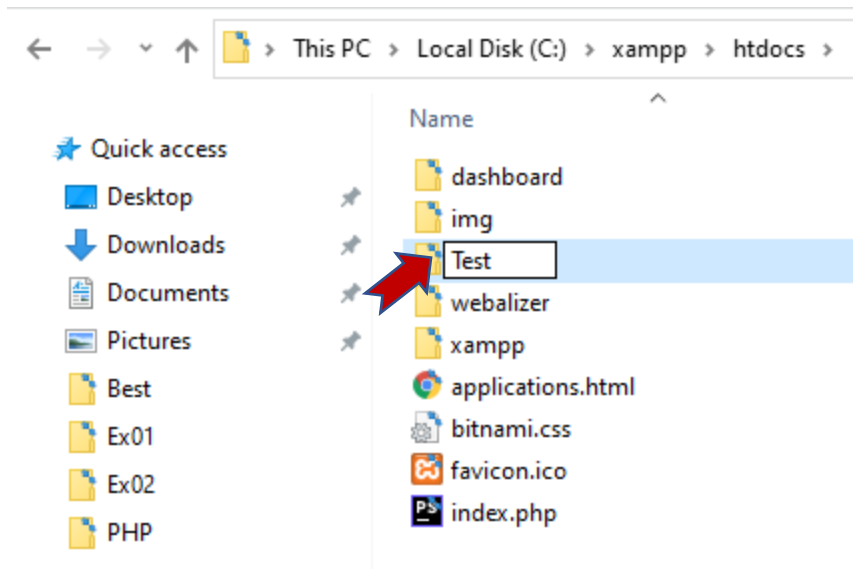 This PC > Local Disk (C:) > xampp > htdocs >
Name
Quick access
Desktop
Downloads
Documents
Pictures
Best
Ex01
Ex02
PHP
dashboard
img
Test
webalizer
xampp
applications.html
bitnami.css
favicon.ico
PS index.php